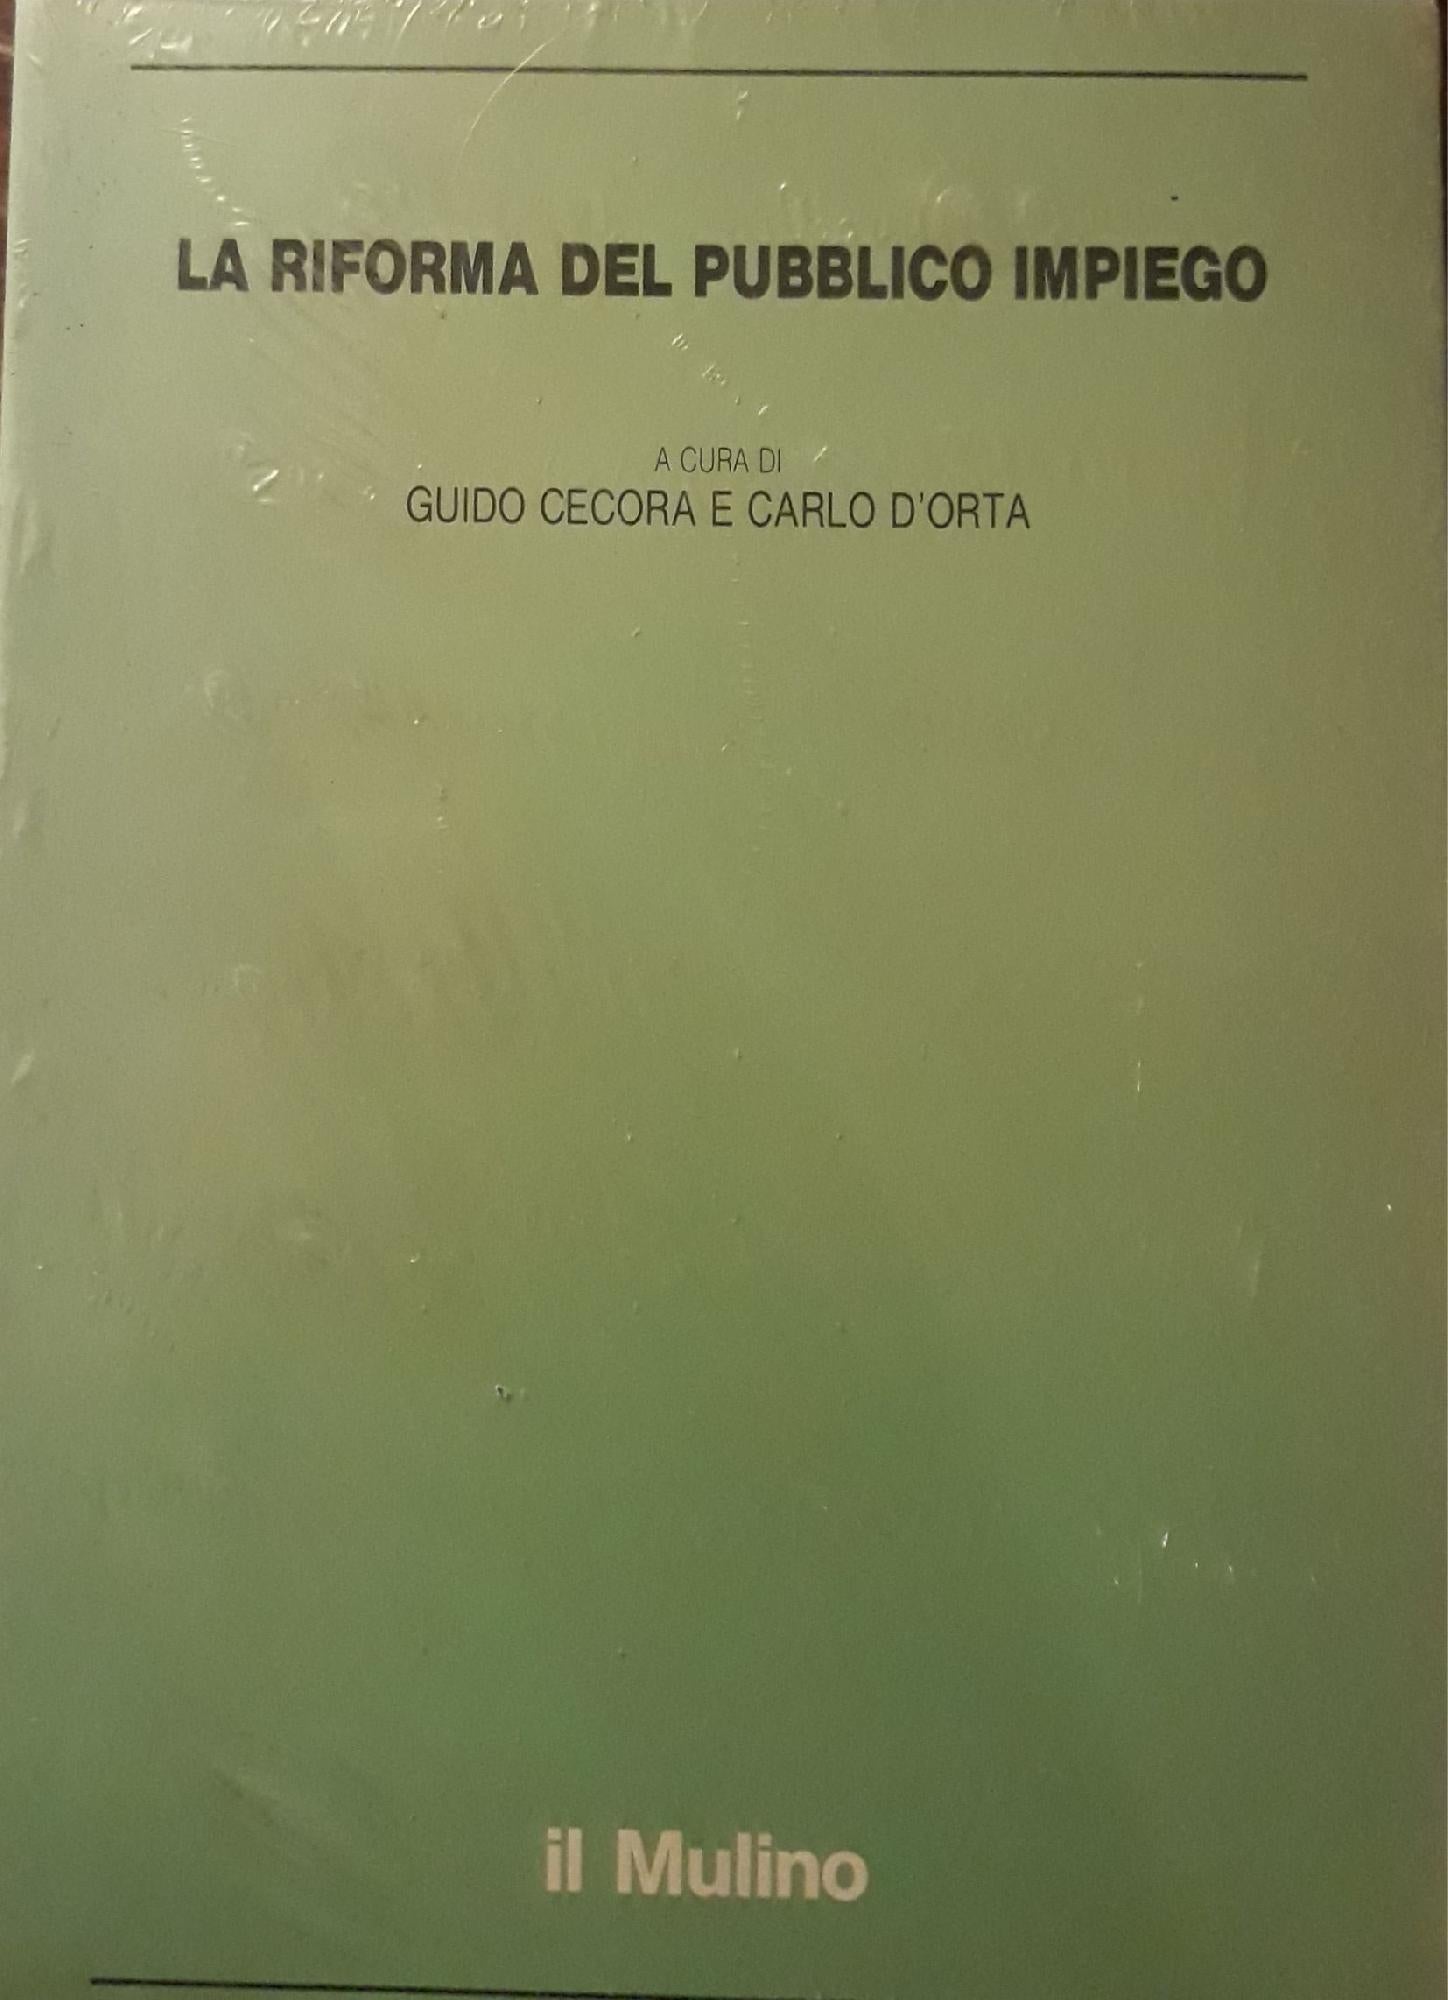 LA RIFORMA DEL PUBBLICO IMPIEGO
A CURA DI
GUIDO CECORA E CARLO D'ORTA
il Mulino